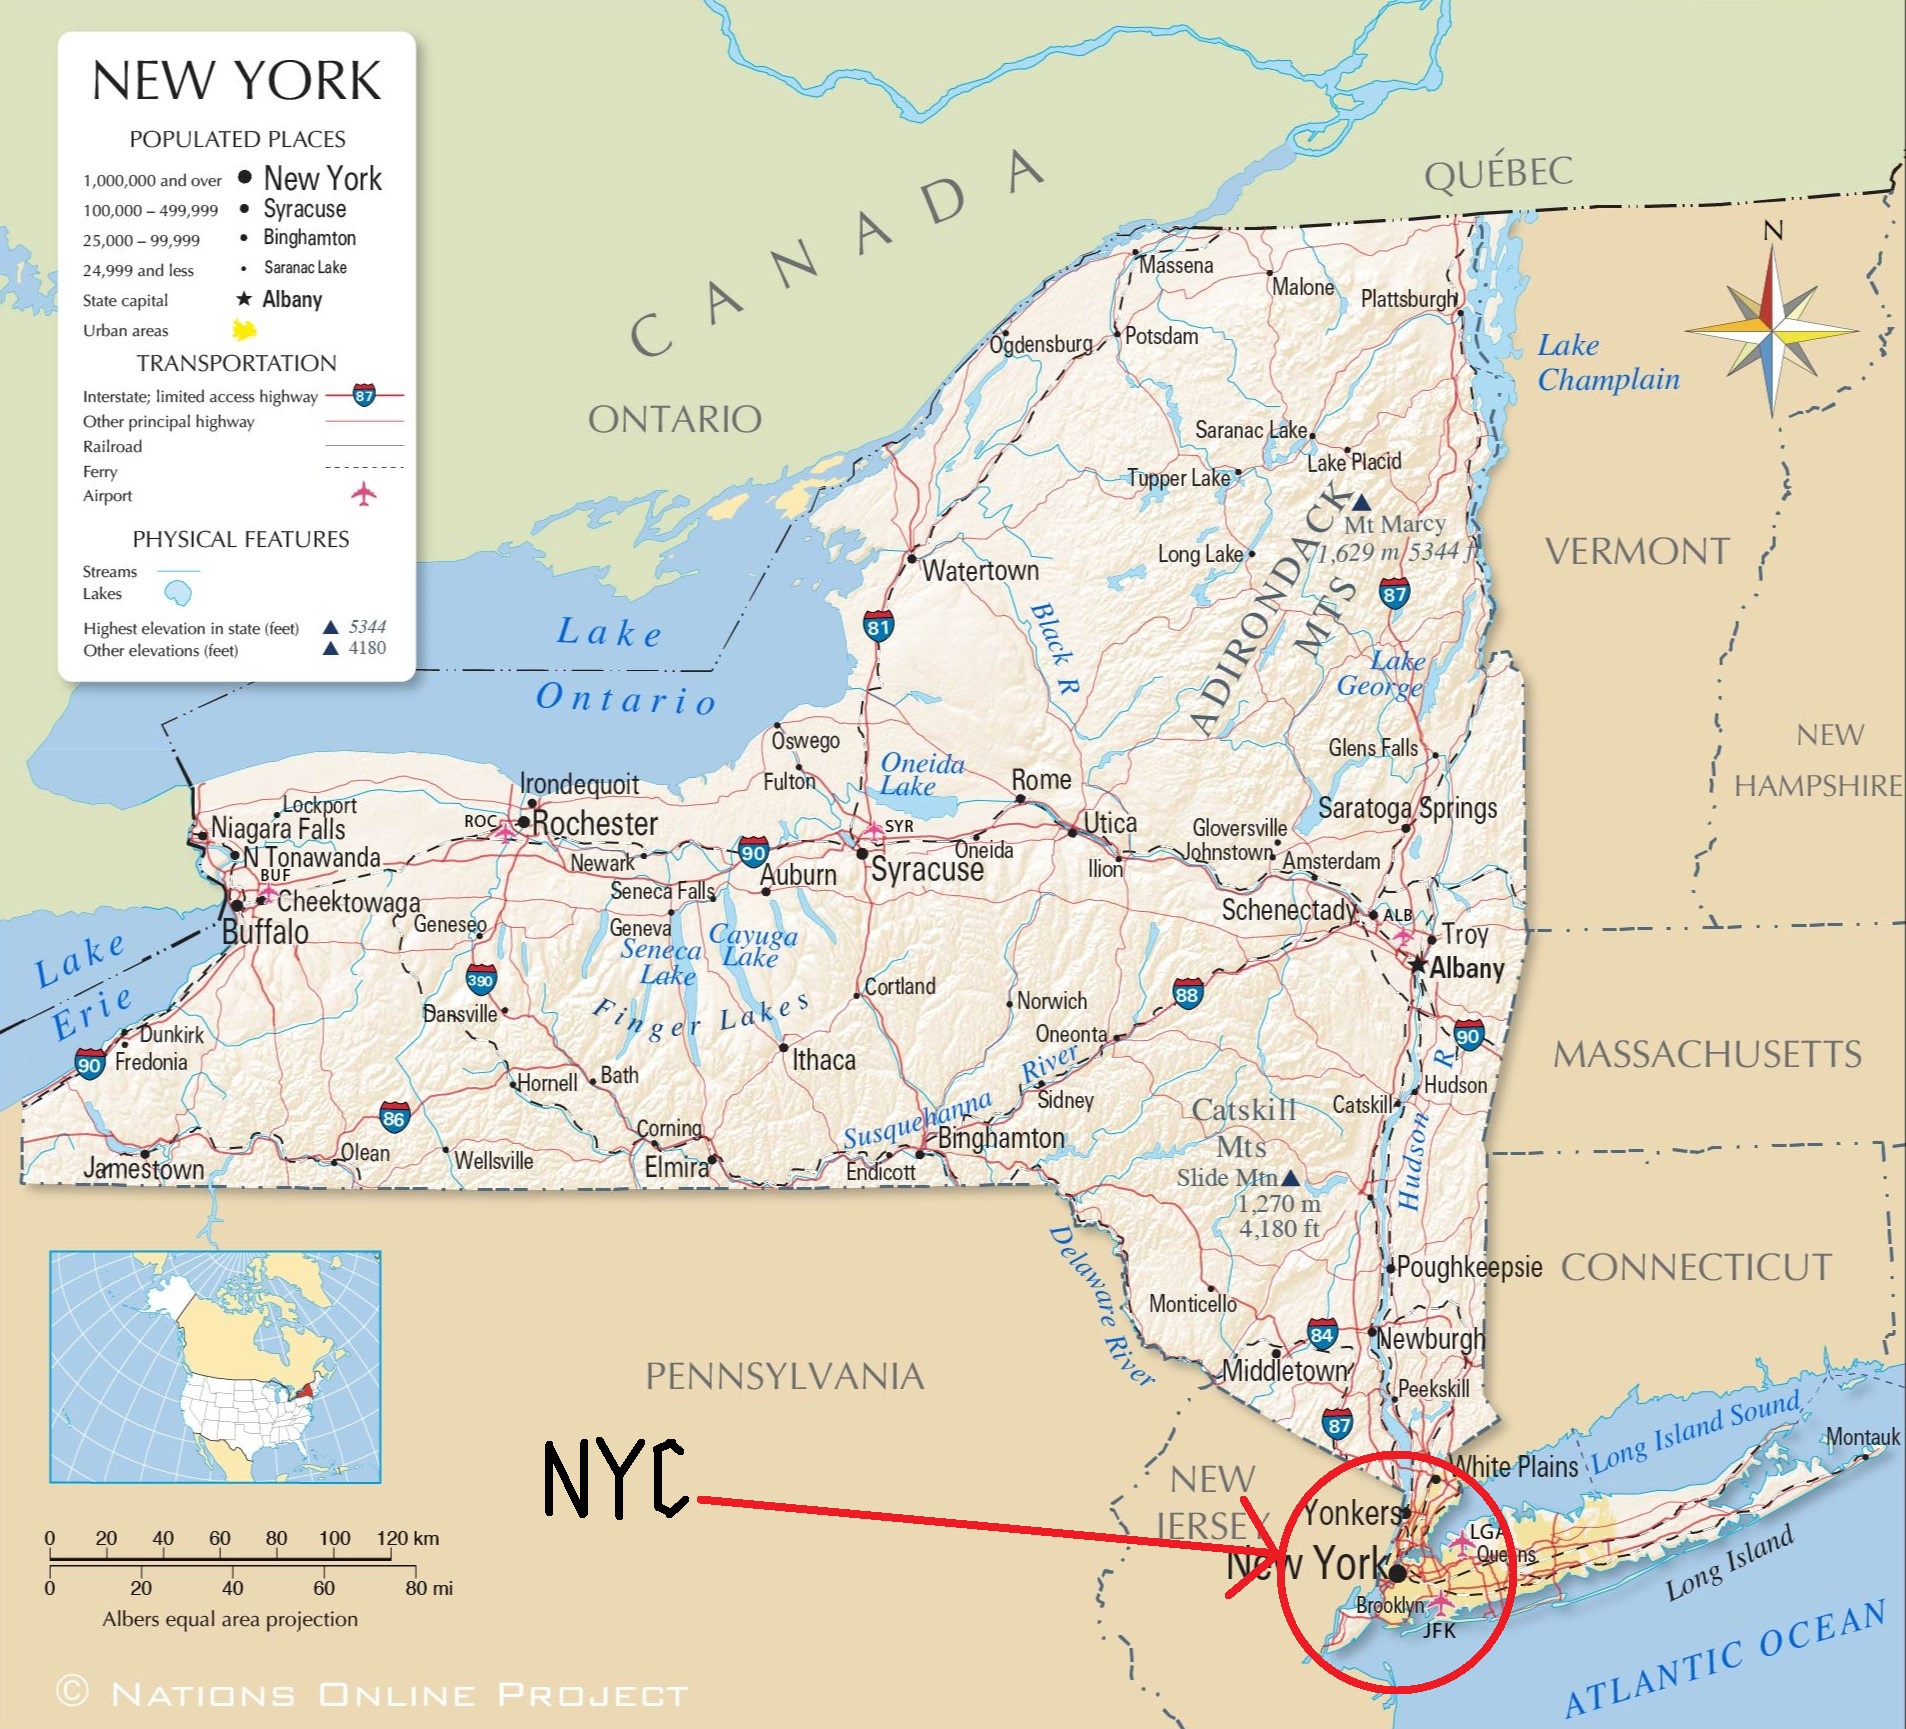 NEW YORK
POPULATED PLACES
1,000,000 and over New York
100,000 – 499,999 Syracuse
25,000 – 99,999 Binghamton
24,999 and less Saranac Lake
State capital Albany
Urban areas
TRANSPORTATION
Interstate; limited access highway 87
Other principal highway
Railroad
Ferry
Airport
PHYSICAL FEATURES
Streams
Lakes
Highest elevation in state (feet) 5344
Other elevations (feet) 4180
CANADA
QUÉBEC
ONTARIO
N
Massena
Malone
Plattsburgh
Ogdensburg
Potsdam
Lake
Champlain
Saranac Lake
Lake Placid
Tupper Lake
Mt Marcy
1,629 m 5344 f
Long Lake
ADIRONDACK
MTS
VERMONT
Watertown
87
81
Black R
Lake
Ontario
Lake
George
NEW
HAMPSHIRE
Oswego
Fulton
Oneida
Lake
Rome
Glens Falls
Irondequoit
Lockport
Saratoga Springs
Niagara Falls
ROC
Rochester
SYR
Utica
Gloversville
Johnstown
N Tonawanda
BUF
Newark
90
Syracuse
Oneida
Ilion
Amsterdam
Auburn
Cheektowaga
Seneca Falls
Schenectady
ALB
Buffalo
Geneseo
Geneva
Seneca
Lake
Cayuga
Lake
Troy
Albany
Lake
Erie
390
Dansville
Finger Lakes
Cortland
Norwich
88
Oneonta
90
Dunkirk
Fredonia
90
Ithaca
River
R
MASSACHUSETTS
Hornell
Bath
Sidney
Hudson
Catskill
86
Susquehanna
Catskill
Mts
Slide Mtn
1,270 m
4,180 ft
Hudson
Corning
Binghamton
Jamestown
Olean
Wellsville
Elmira
Endicott
Delaware River
Poughkeepsie
CONNECTICUT
Monticello
84
Newburgh
Middletown
PENNSYLVANIA
Peekskill
87
Long Island Sound
Montauk
NYC
NEW
JERSEY
White Plains
Yonkers
LGA
Queens
New York
Brooklyn
JFK
Long Island
ATLANTIC OCEAN
0 20 40 60 80 100 120 km
0 20 40 60 80 mi
Albers equal area projection
© NATIONS ONLINE PROJECT